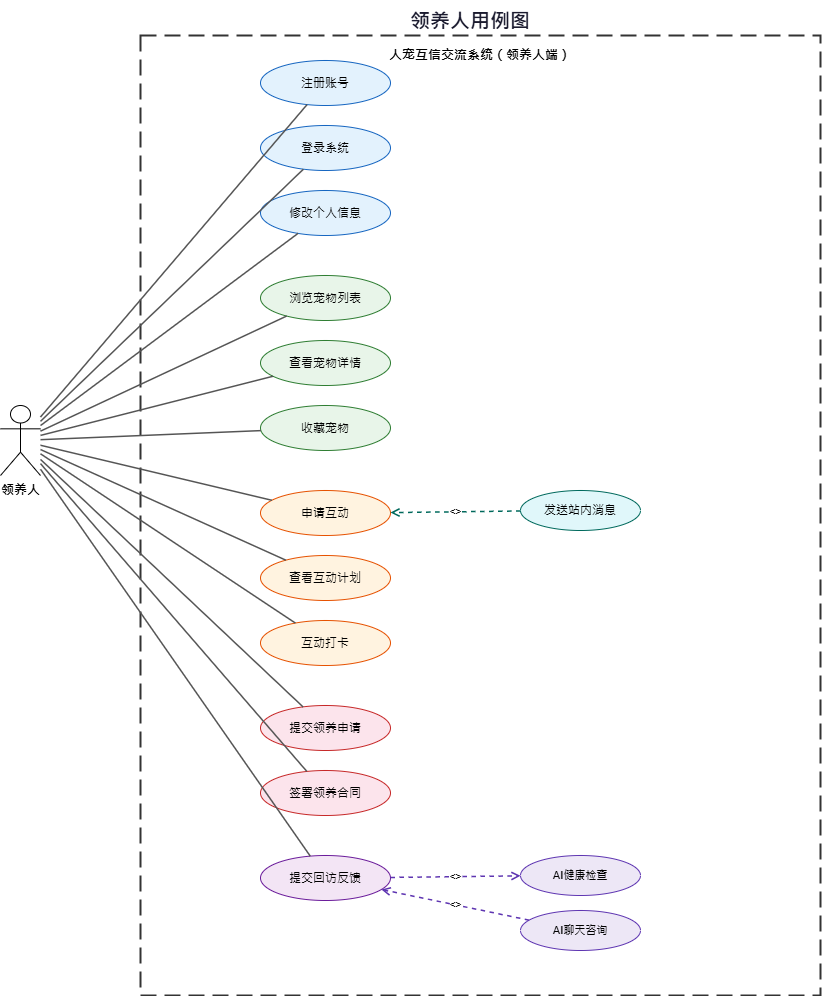 领养人用例图
人宠互信交流系统（领养人端）
注册账号
登录系统
修改个人信息
浏览宠物列表
查看宠物详情
收藏宠物
领养人
申请互动
<>
发送站内消息
查看互动计划
互动打卡
提交领养申请
签署领养合同
提交回访反馈
<>
AI健康检查
<>
AI聊天咨询